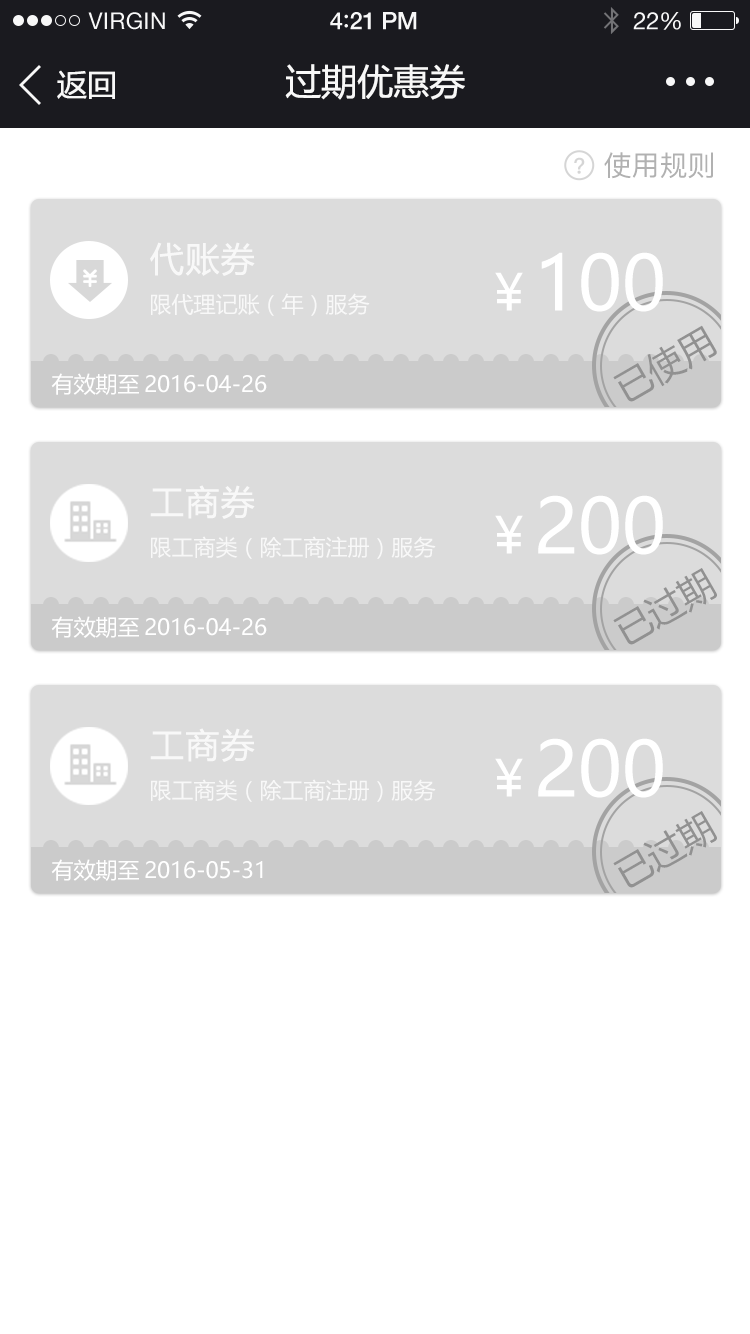 VIRGIN 4:21 PM 22%
返回 过期优惠券
? 使用规则
代账券
限代理记账（年）服务
¥ 100
已使用
有效期至 2016-04-26
工商券
限工商类（除工商注册）服务
¥ 200
已过期
有效期至 2016-04-26
工商券
限工商类（除工商注册）服务
¥ 200
已过期
有效期至 2016-05-31